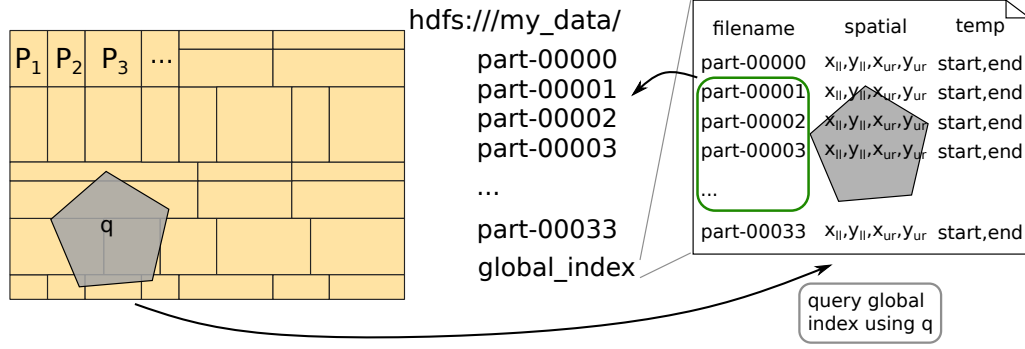 P1 P2 P3 ...
q
hdfs:///my_data/
part-00000
part-00001
part-00002
part-00003
...
part-00033
global_index
filename spatial temp
part-00000 xll,yll,xur,yur start,end
part-00001 xll,yll,xur,yur start,end
part-00002 xll,yll,xur,yur start,end
part-00003 xll,yll,xur,yur start,end
...
part-00033 xll,yll,xur,yur start,end
query global
index using q